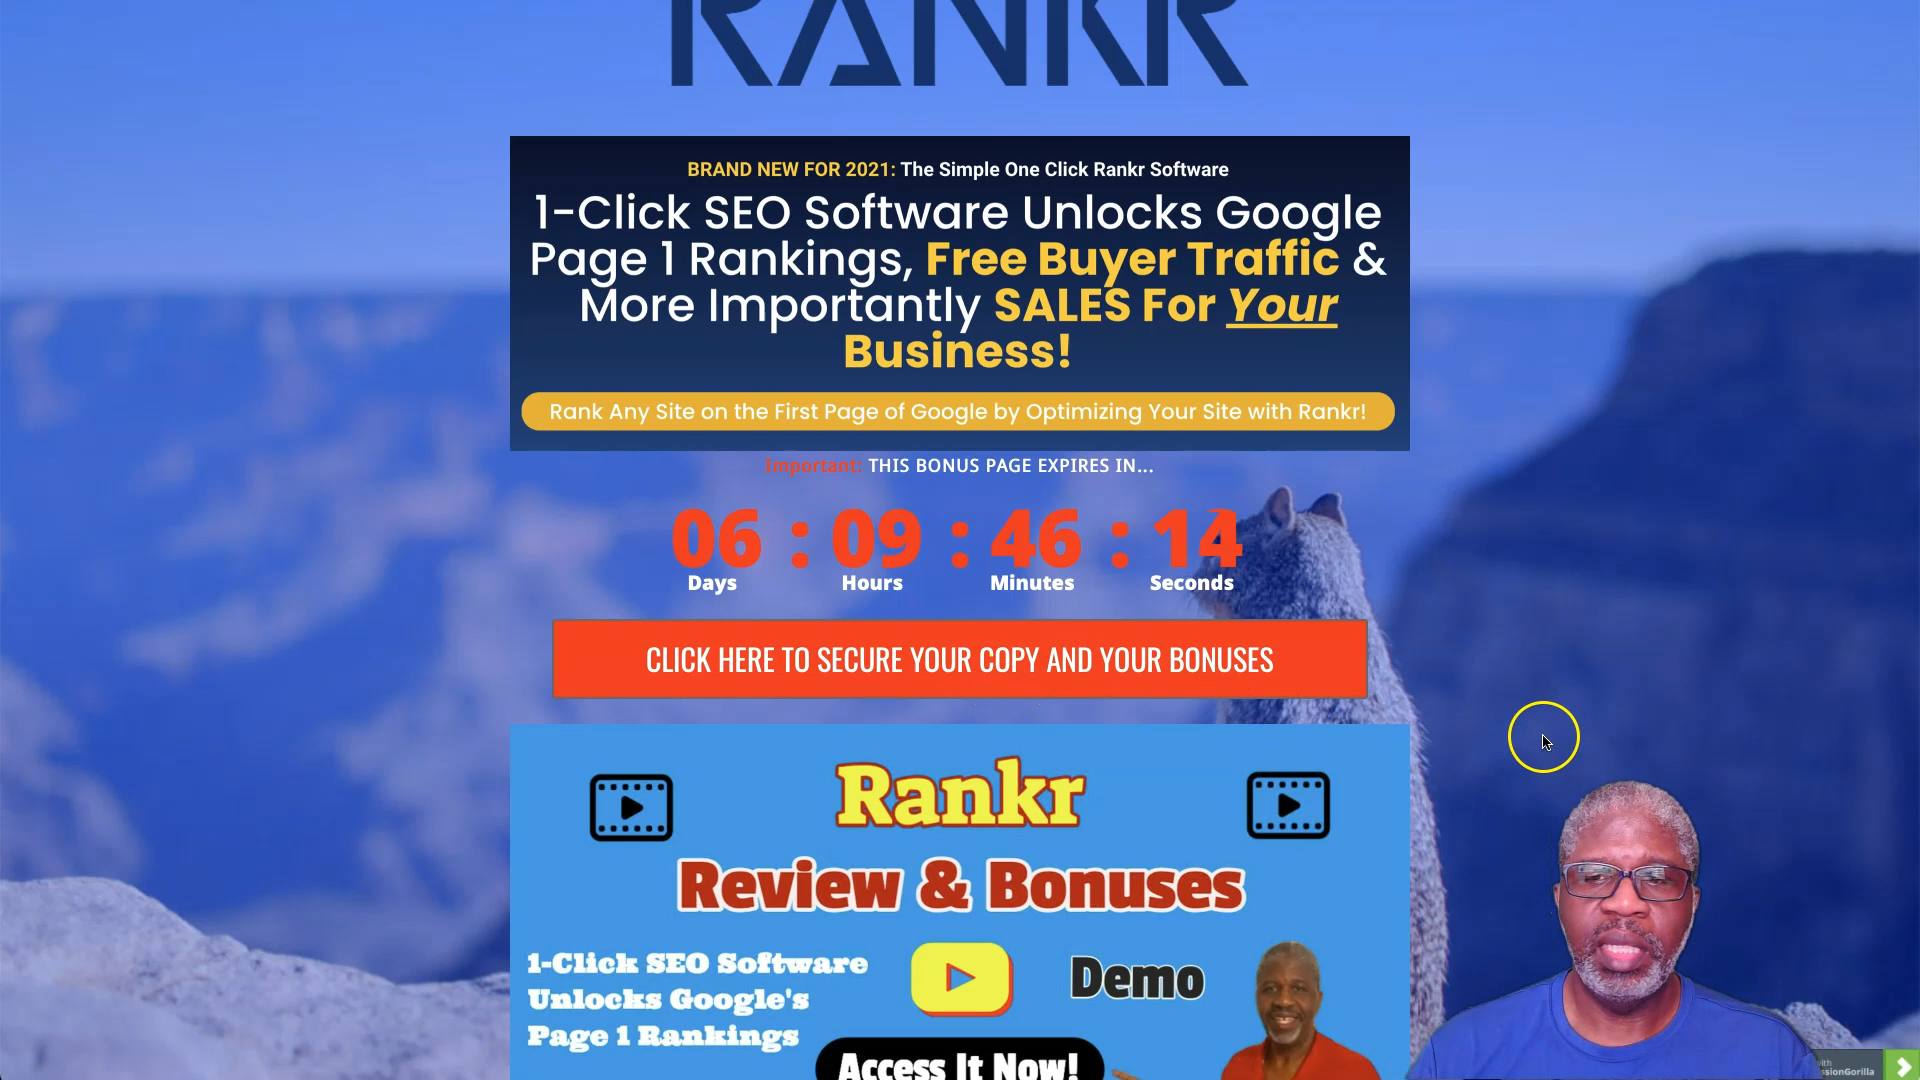 RANKR
BRAND NEW FOR 2021: The Simple One Click Rankr Software
1-Click SEO Software Unlocks Google
Page 1 Rankings, Free Buyer Traffic &
More Importantly SALES For Your
Business!
Rank Any Site on the First Page of Google by Optimizing Your Site with Rankr!
Important: THIS BONUS PAGE EXPIRES IN...
06 : 09 : 46 : 14
Days Hours Minutes Seconds
CLICK HERE TO SECURE YOUR COPY AND YOUR BONUSES
Rankr
Review & Bonuses
1-Click SEO Software
Unlocks Google's
Page 1 Rankings
Demo
Access It Now!